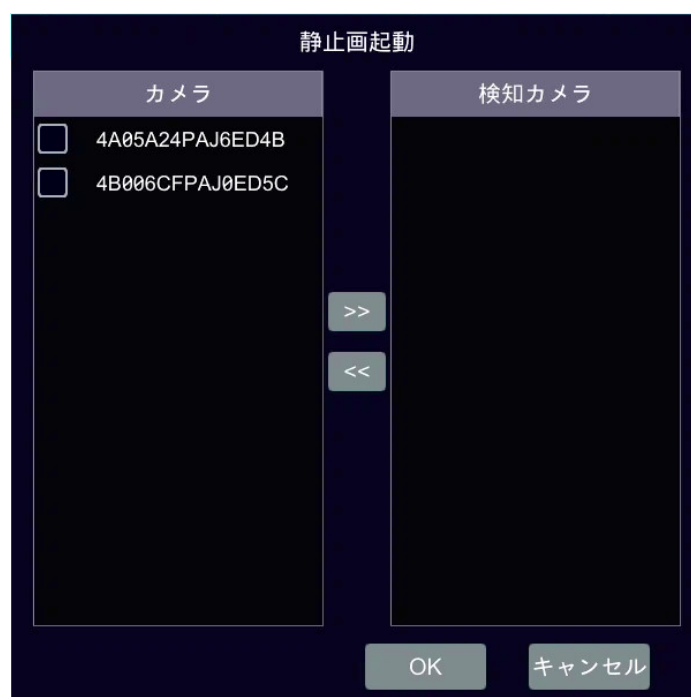 静止画起動
カメラ
検知カメラ
4A05A24PAJ6ED4B
4B006CFPAJ0ED5C
>>
<<
OK
キャンセル